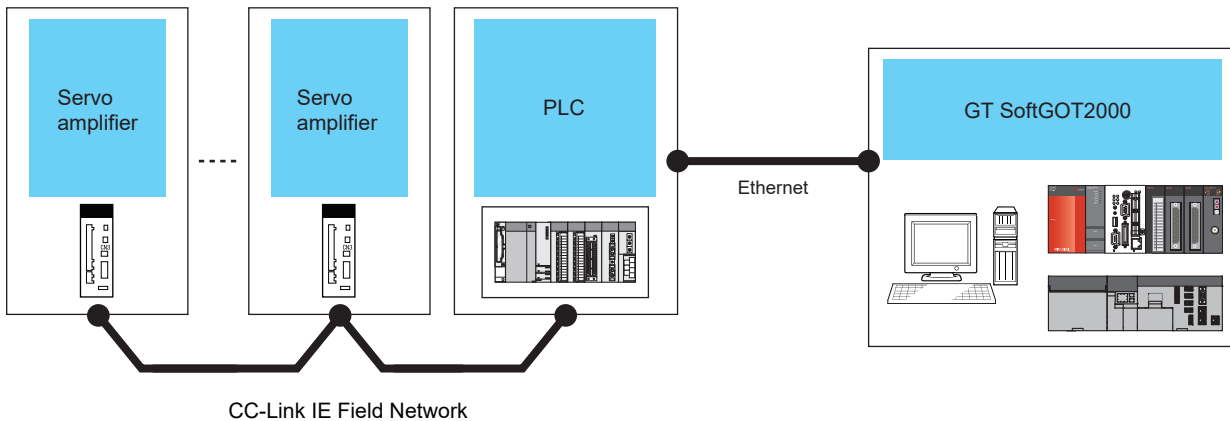 Servo
amplifier
Servo
amplifier
PLC
GT SoftGOT2000
Ethernet
CC-Link IE Field Network